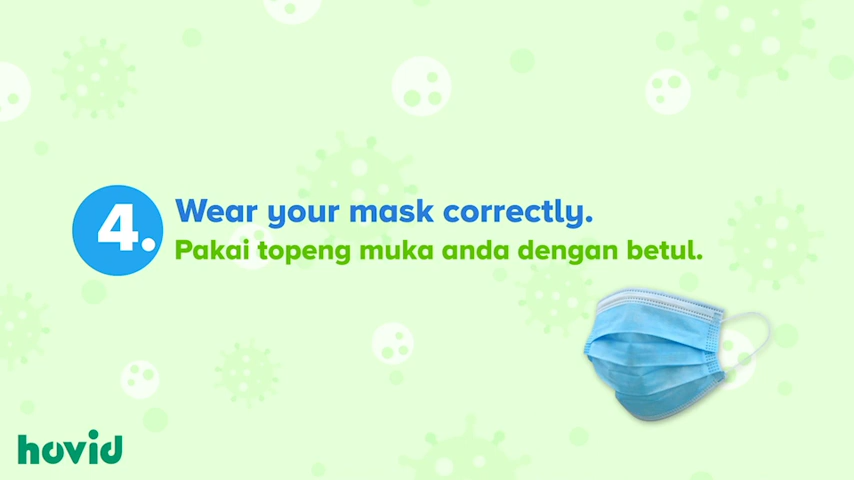 4.
Wear your mask correctly.
Pakai topeng muka anda dengan betul.
hovid